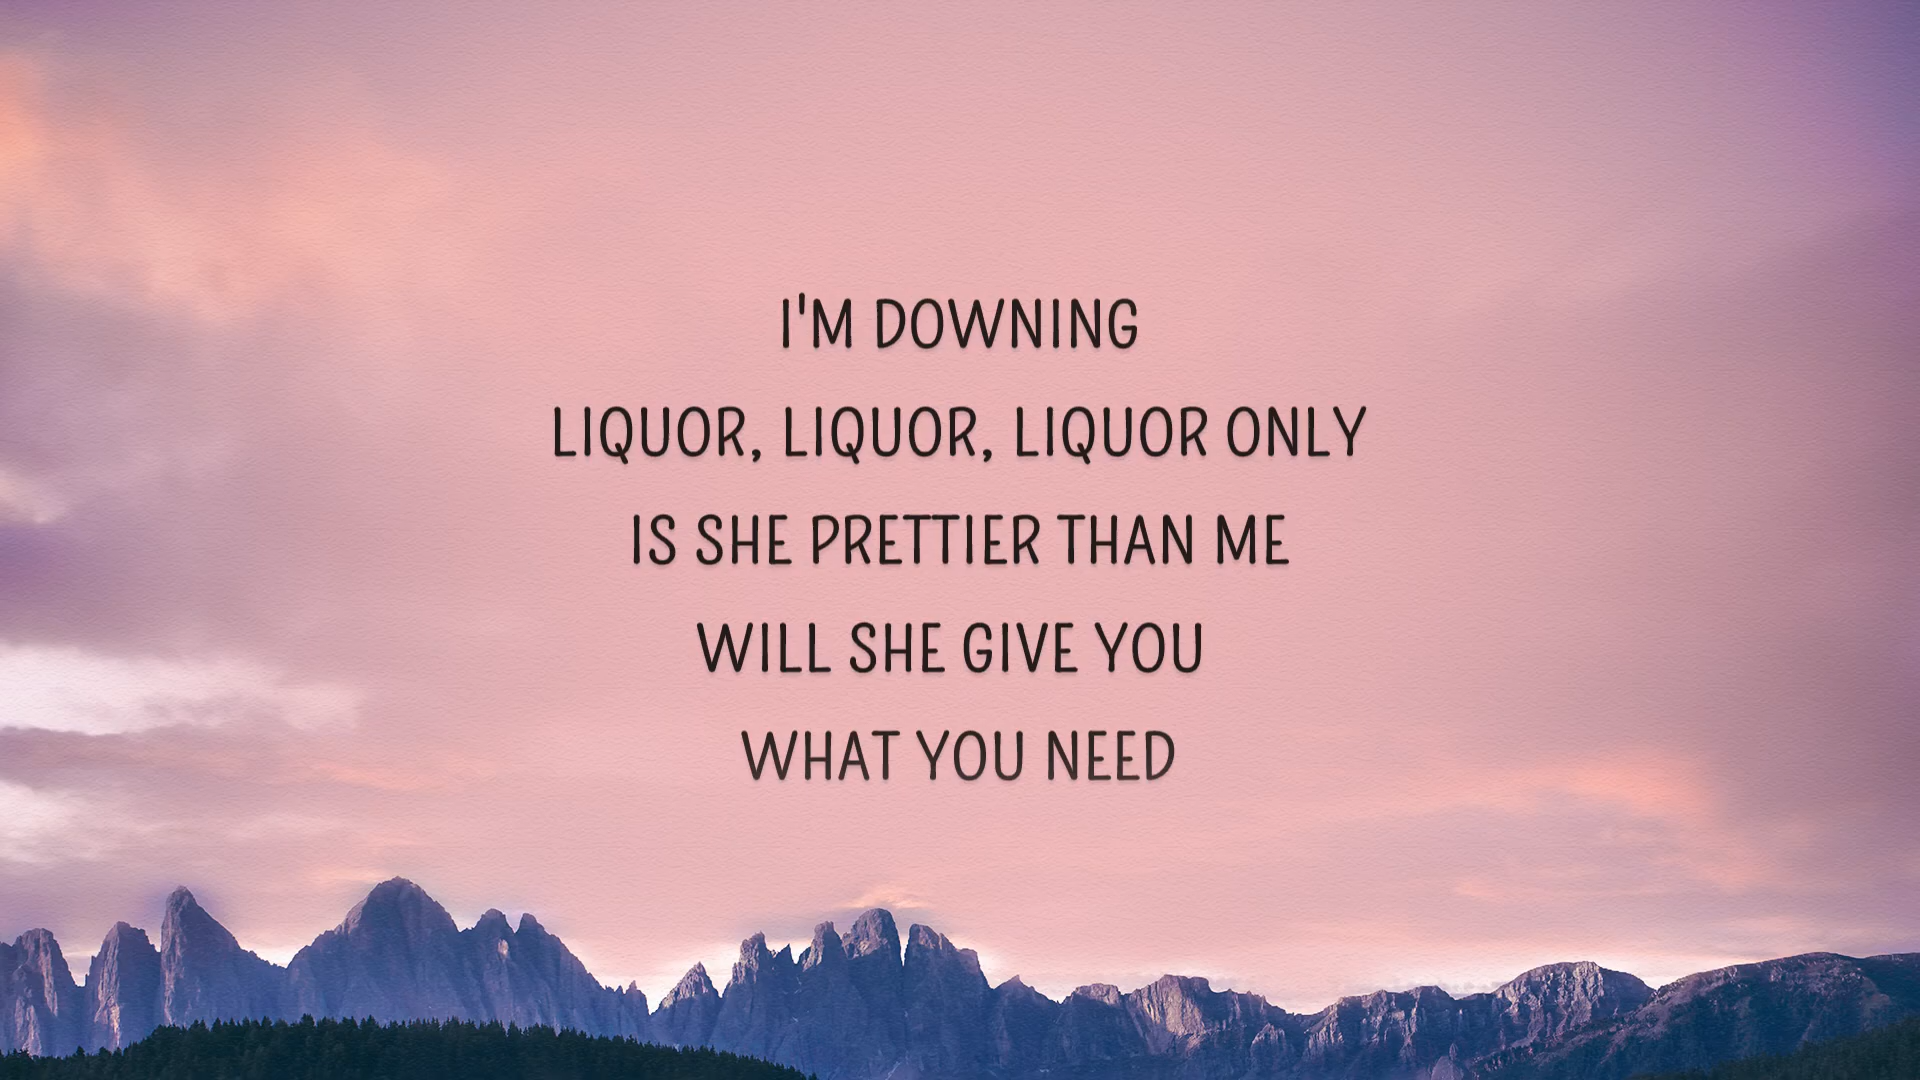 I'M DOWNING
LIQUOR, LIQUOR, LIQUOR ONLY
IS SHE PRETTIER THAN ME
WILL SHE GIVE YOU
WHAT YOU NEED